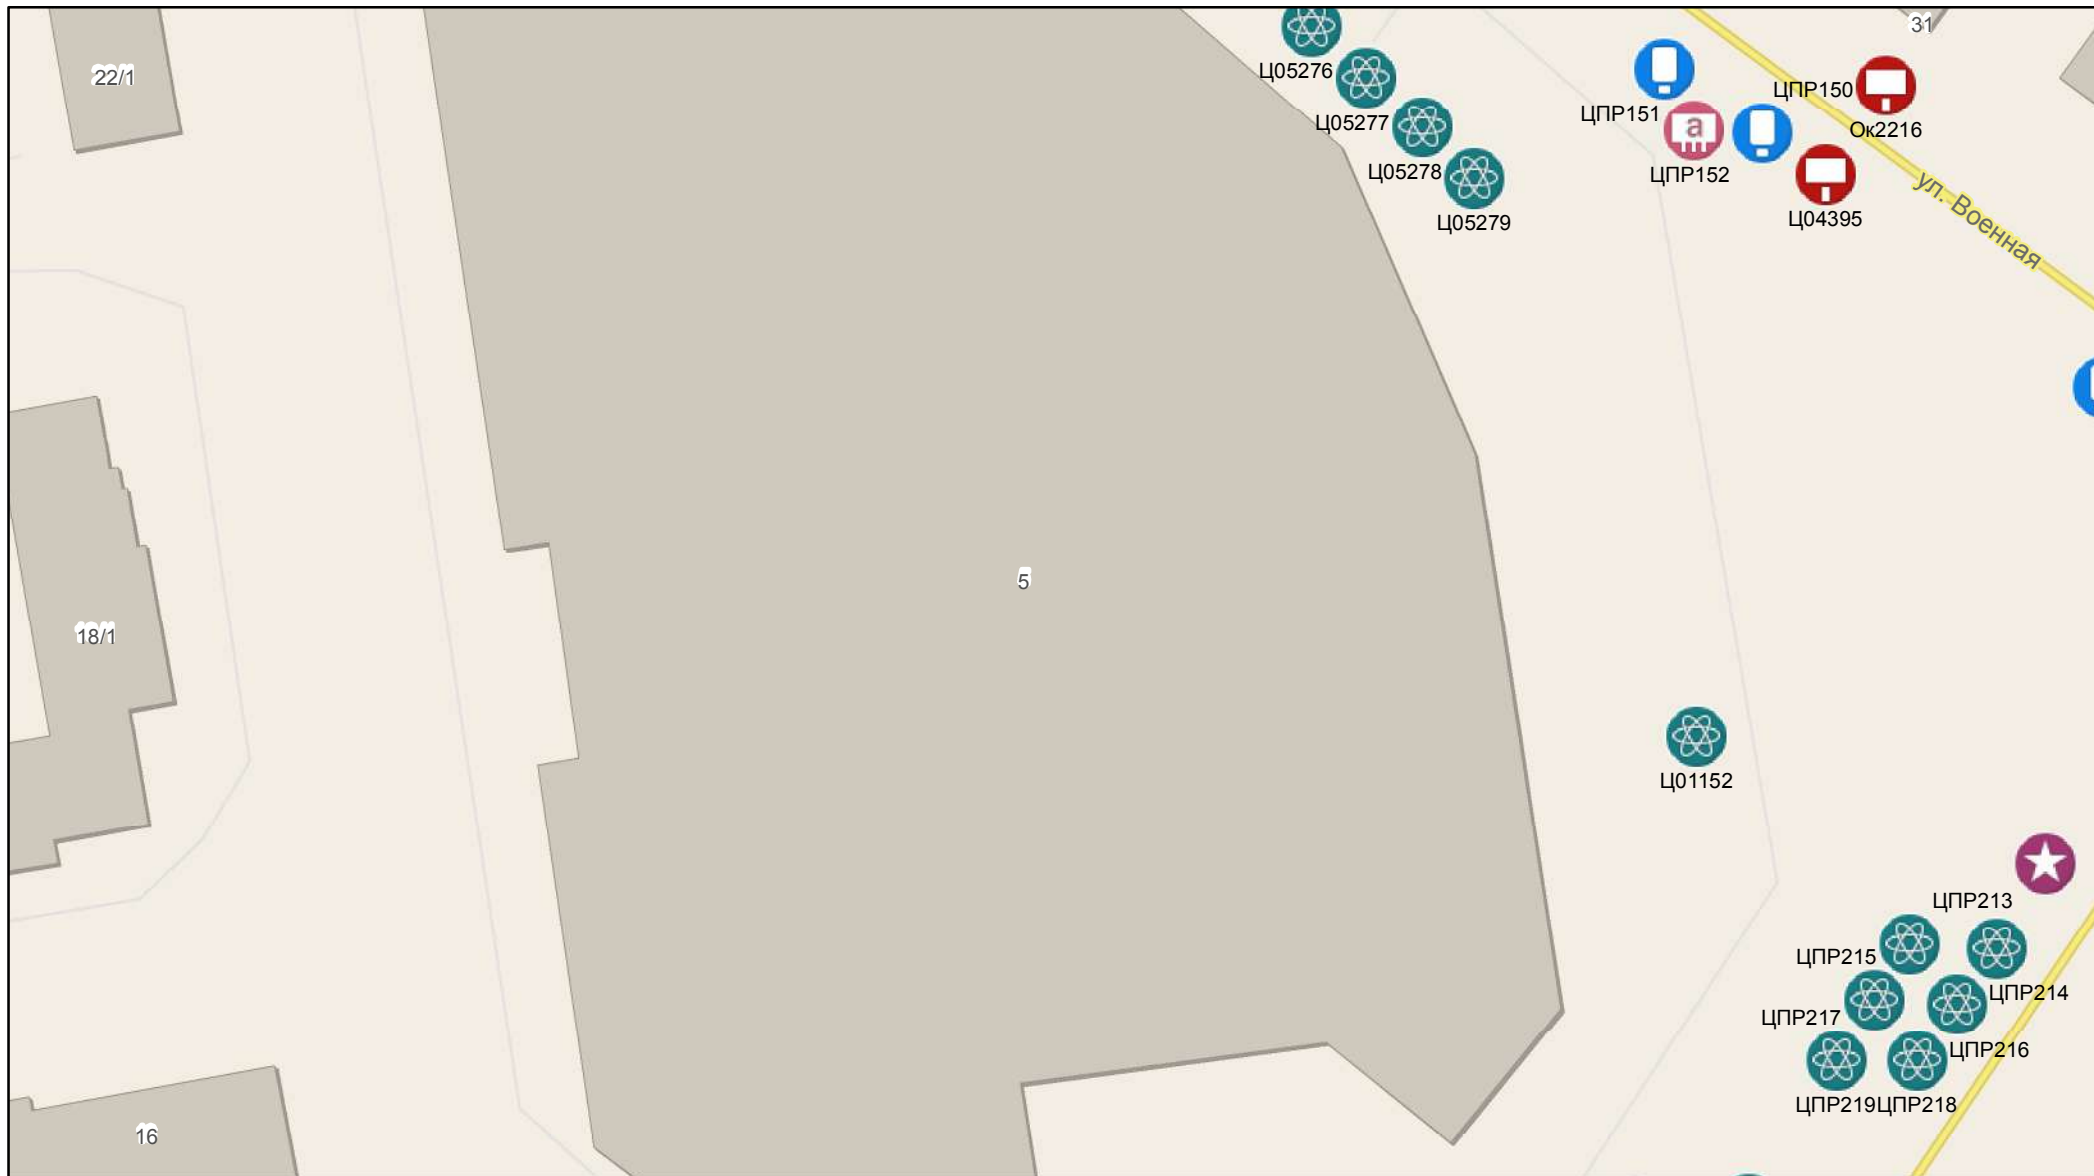 31
22/1
Ц05276
ЦПР150
ЦПР151
Ц05277
Ок2216
Ц05278
а
ЦПР152
Ц05279
Ц04395
ул. Военная
5
18/1
Ц01152
ЦПР213
ЦПР215
ЦПР214
ЦПР217
ЦПР216
ЦПР219
ЦПР218
16